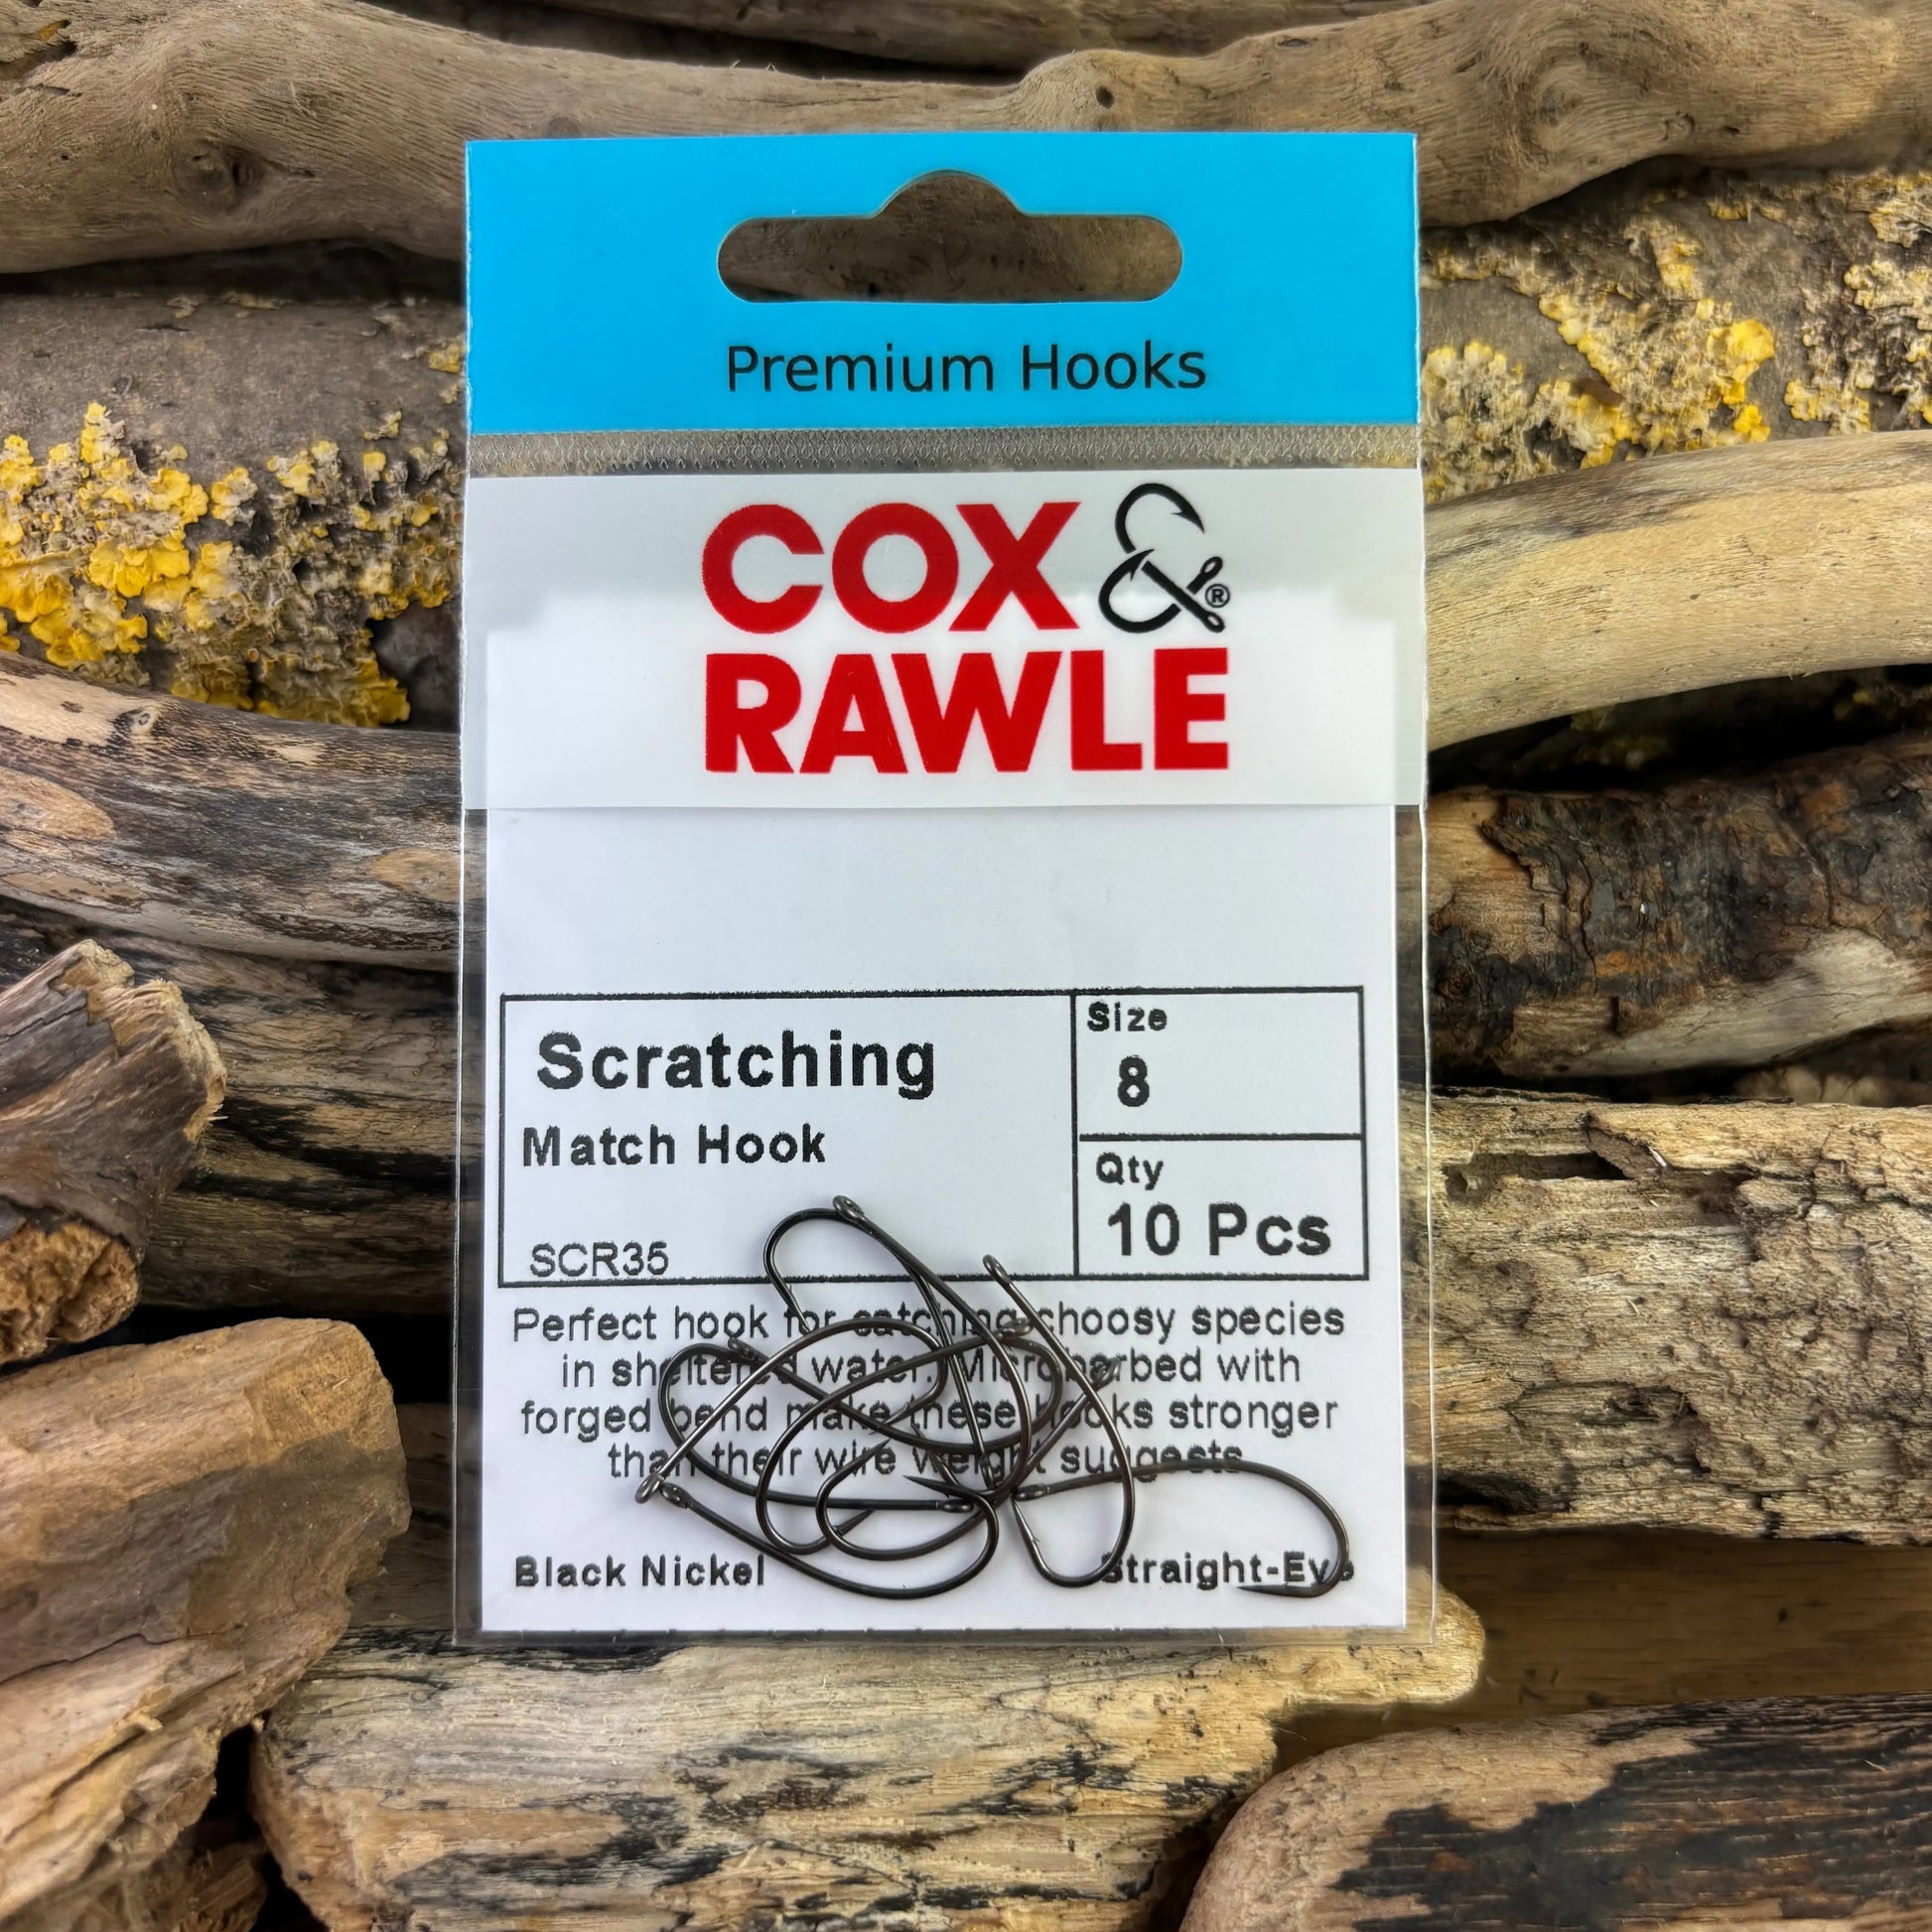 Premium Hooks
COX &®
RAWLE
Scratching
Match Hook
SCR35
Size
8
Qty
10 Pcs
Perfect hook for catching choosy species
in sheltered water. Microbarbed with
forged bend make these hooks stronger
than their wire weight suggests.
Black Nickel
Straight-Eye